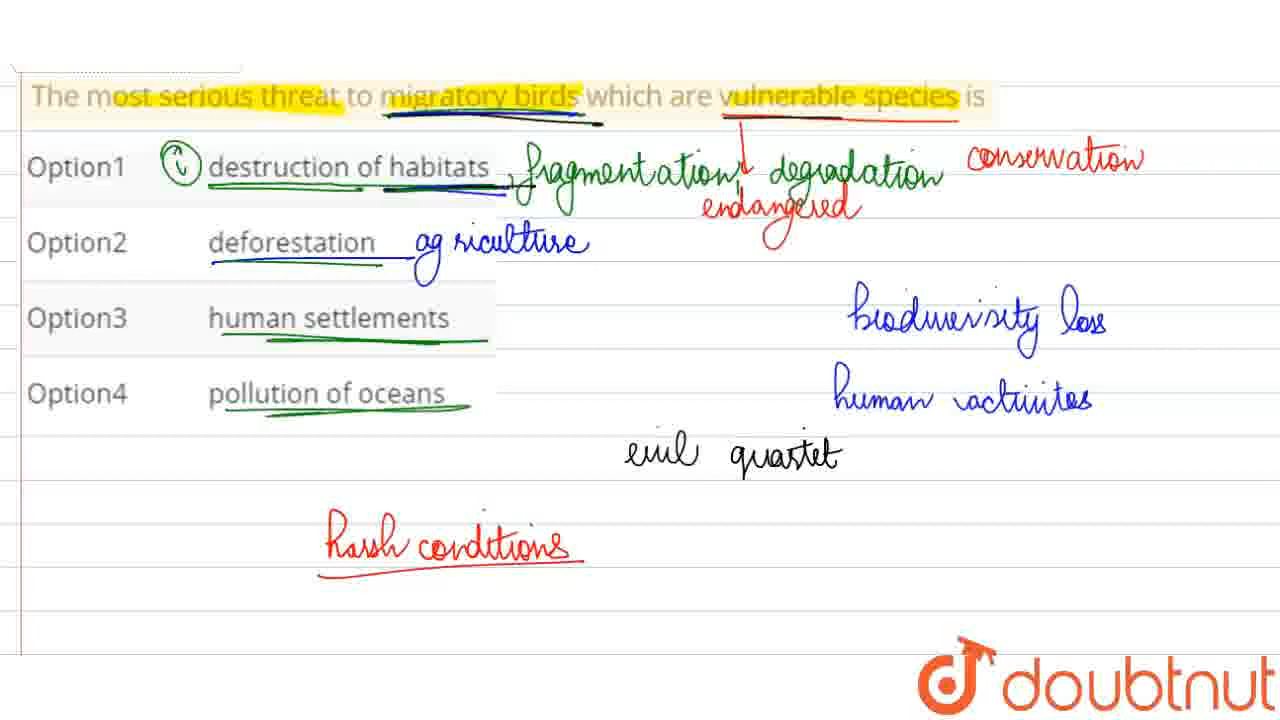 The most serious threat to migratory birds which are vulnerable species is
Option1 i destruction of habitats, fragmentation, degradation conservation
endangered
Option2 deforestation agriculture
Option3 human settlements biodiversity loss
Option4 pollution of oceans human activites
evil quartet
harsh conditions
doubtnut